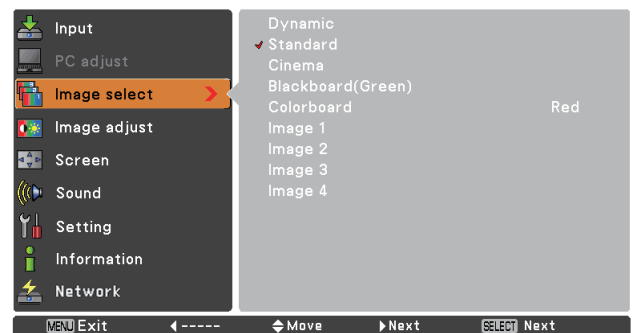 Input
PC adjust
Image select
Image adjust
Screen
Sound
Setting
Information
Network
Dynamic
Standard
Cinema
Blackboard(Green)
Colorboard Red
Image 1
Image 2
Image 3
Image 4
MENU Exit ----- Move Next SELECT Next